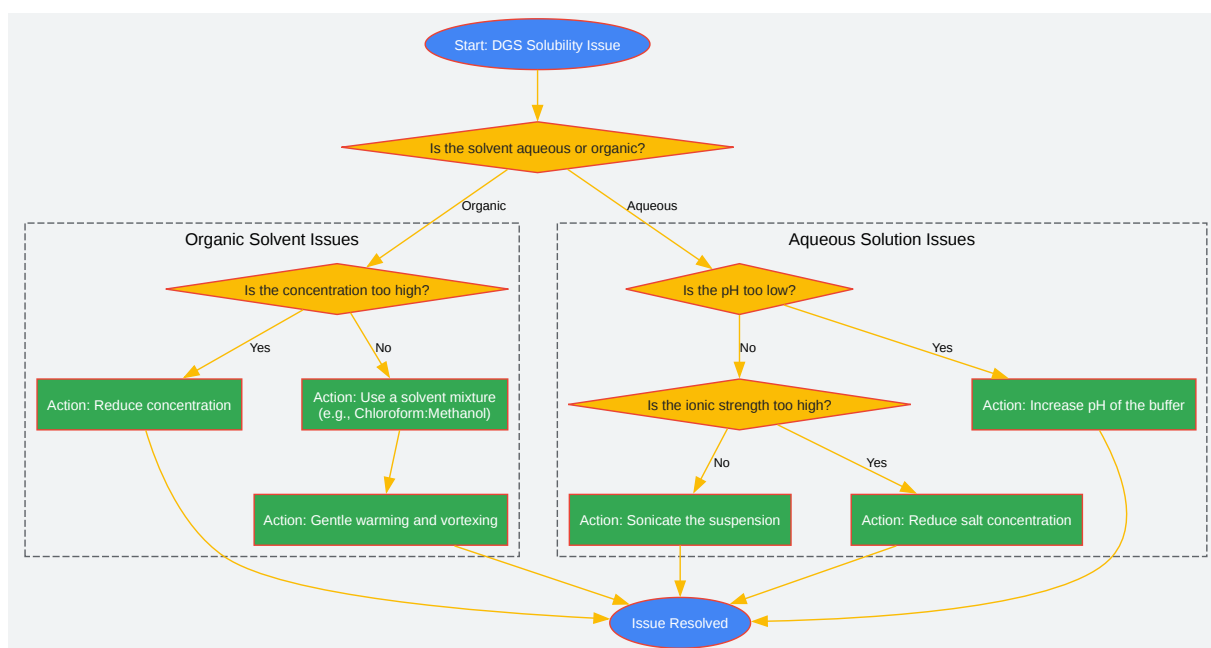 Start: DGS Solubility Issue
Is the solvent aqueous or organic?
Organic
Aqueous
Organic Solvent Issues
Aqueous Solution Issues
Is the concentration too high?
Is the pH too low?
Yes
No
No
Yes
Action: Reduce concentration
Action: Use a solvent mixture
(e.g., Chloroform:Methanol)
Is the ionic strength too high?
Action: Increase pH of the buffer
No
Yes
Action: Gentle warming and vortexing
Action: Sonicate the suspension
Action: Reduce salt concentration
Issue Resolved